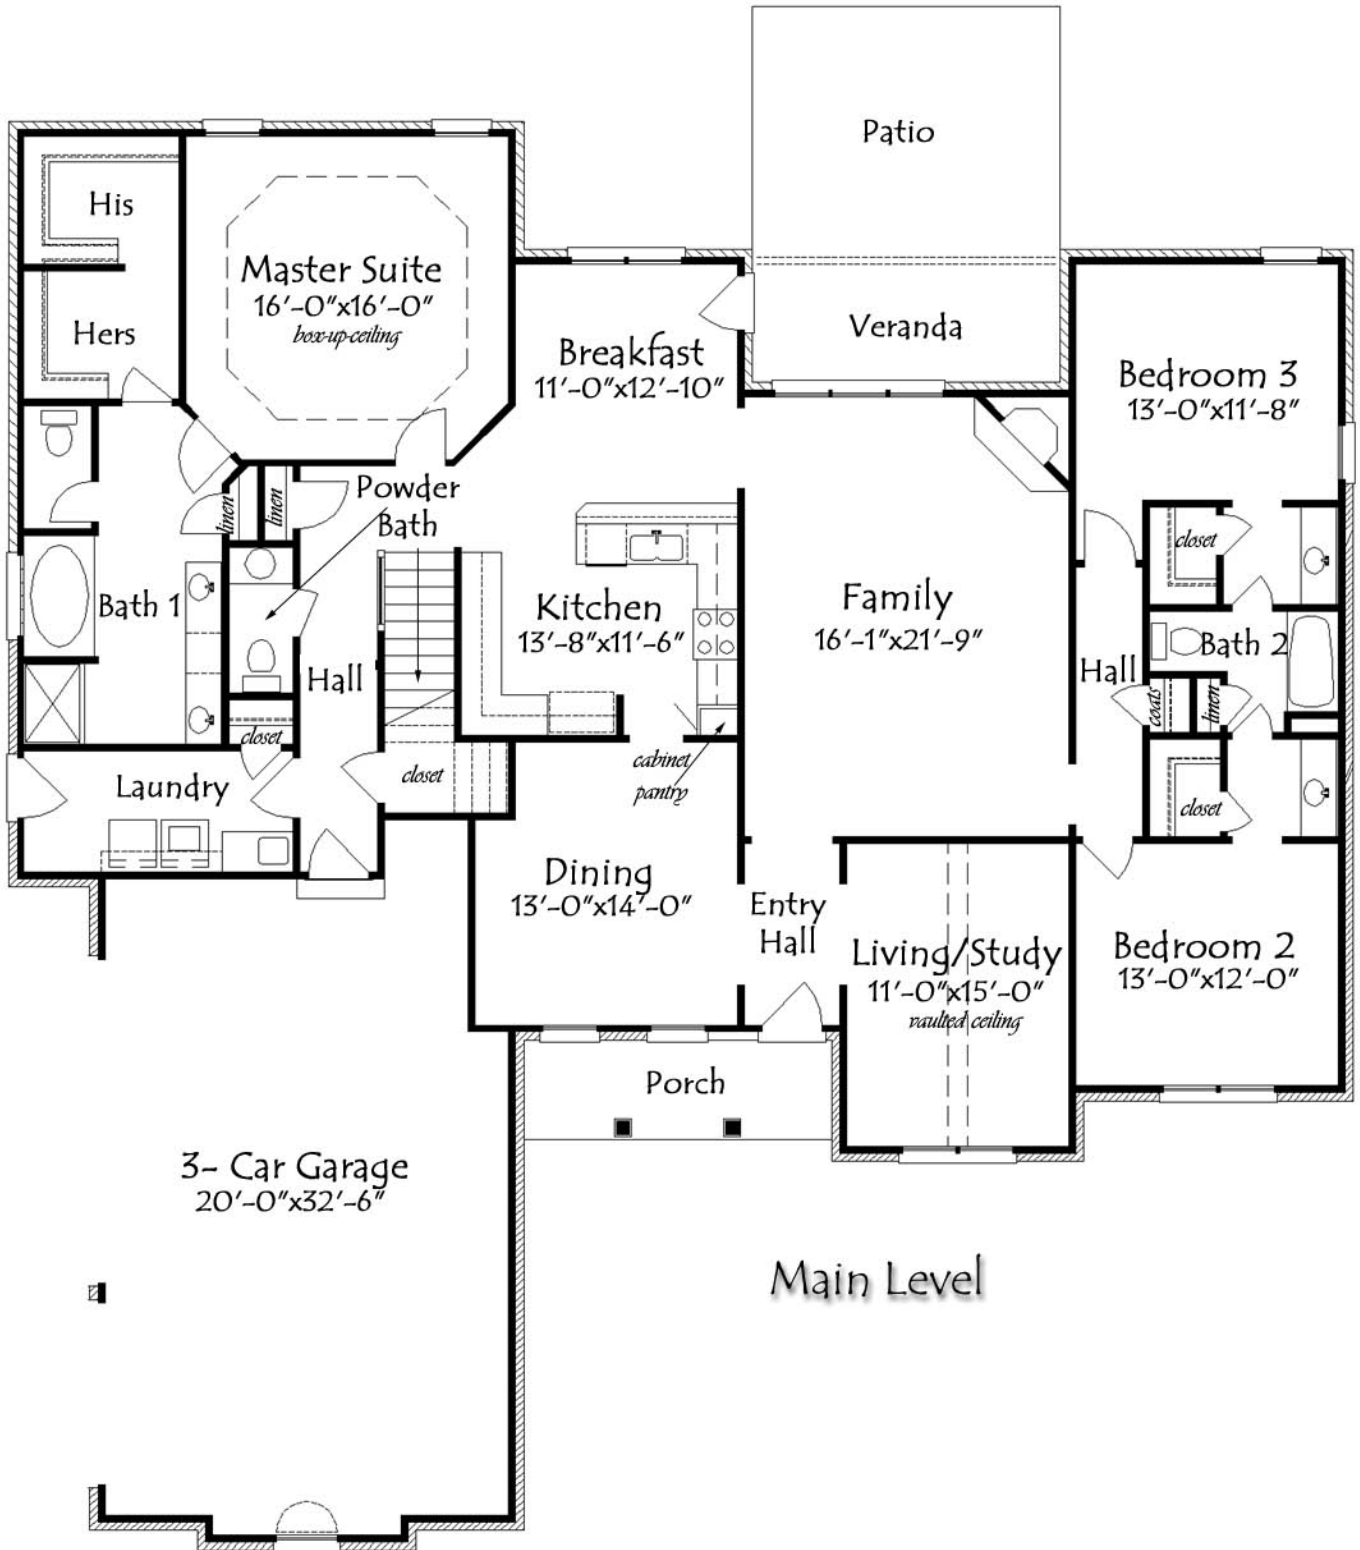 Patio
His
Master Suite
16'-0"x16'-0"
box-up-ceiling
Hers
Veranda
Breakfast
11'-0"x12'-10"
Bedroom 3
13'-0"x11'-8"
linen
linen
Powder
Bath
closet
Bath 1
Kitchen
13'-8"x11'-6"
Family
16'-1"x21'-9"
Bath 2
Hall
Hall
coats
linen
closet
cabinet
pantry
closet
Laundry
closet
Dining
13'-0"x14'-0"
Entry
Hall
Living/Study
11'-0"x15'-0"
vaulted ceiling
Bedroom 2
13'-0"x12'-0"
Porch
3- Car Garage
20'-0"x32'-6"
Main Level